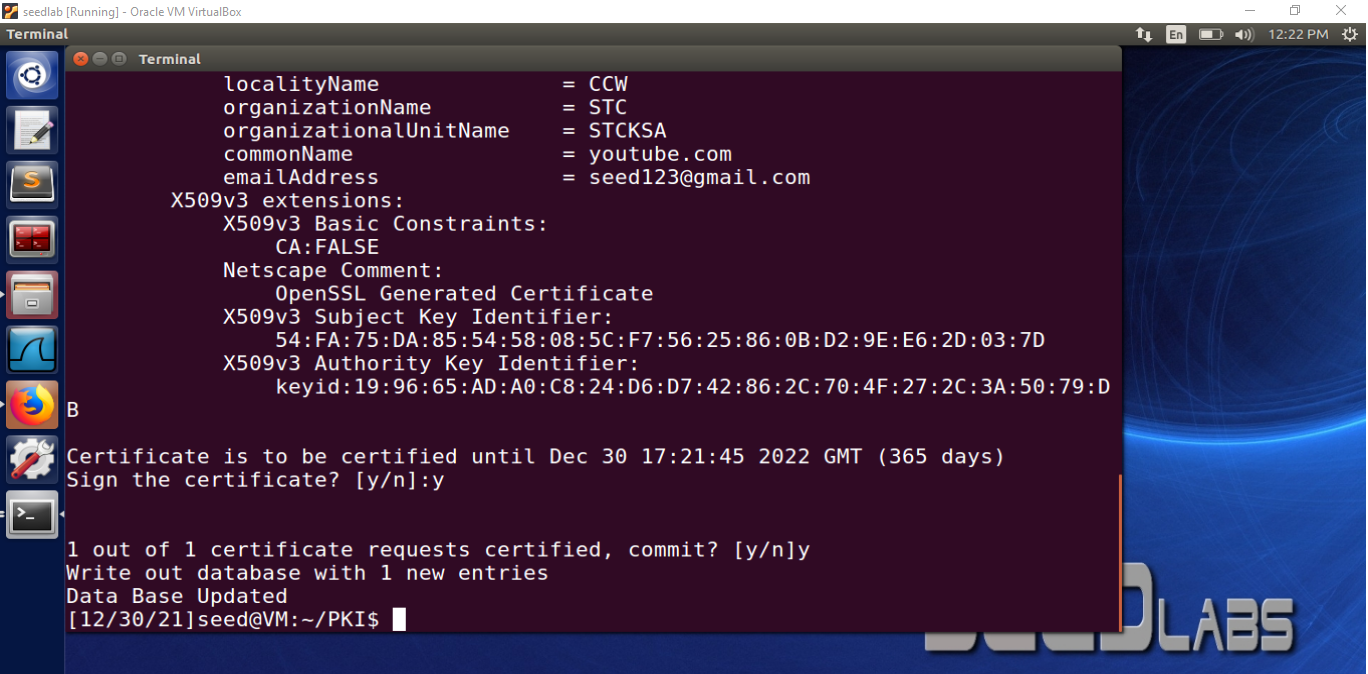 seedlab [Running] - Oracle VM VirtualBox
Terminal
En
12:22 PM
Terminal
localityName = CCW
organizationName = STC
organizationalUnitName = STCKSA
commonName = youtube.com
emailAddress = seed123@gmail.com
X509v3 extensions:
X509v3 Basic Constraints:
CA:FALSE
Netscape Comment:
OpenSSL Generated Certificate
X509v3 Subject Key Identifier:
54:FA:75:DA:85:54:58:08:5C:F7:56:25:86:0B:D2:9E:E6:2D:03:7D
X509v3 Authority Key Identifier:
keyid:19:96:65:AD:A0:C8:24:D6:D7:42:86:2C:70:4F:27:2C:3A:50:79:D
B
Certificate is to be certified until Dec 30 17:21:45 2022 GMT (365 days)
Sign the certificate? [y/n]:y
1 out of 1 certificate requests certified, commit? [y/n]y
Write out database with 1 new entries
Data Base Updated
[12/30/21]seed@VM:~/PKI$
LABS